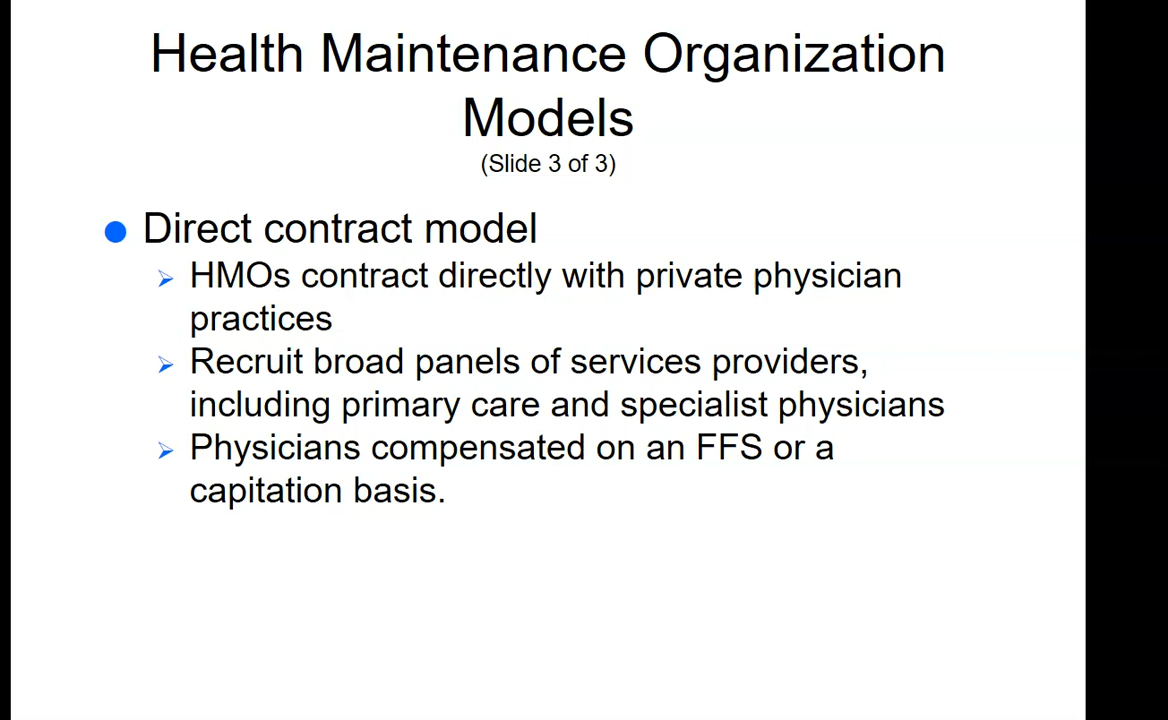 Health Maintenance Organization
Models
(Slide 3 of 3)
Direct contract model
HMOs contract directly with private physician
practices
Recruit broad panels of services providers,
including primary care and specialist physicians
Physicians compensated on an FFS or a
capitation basis.